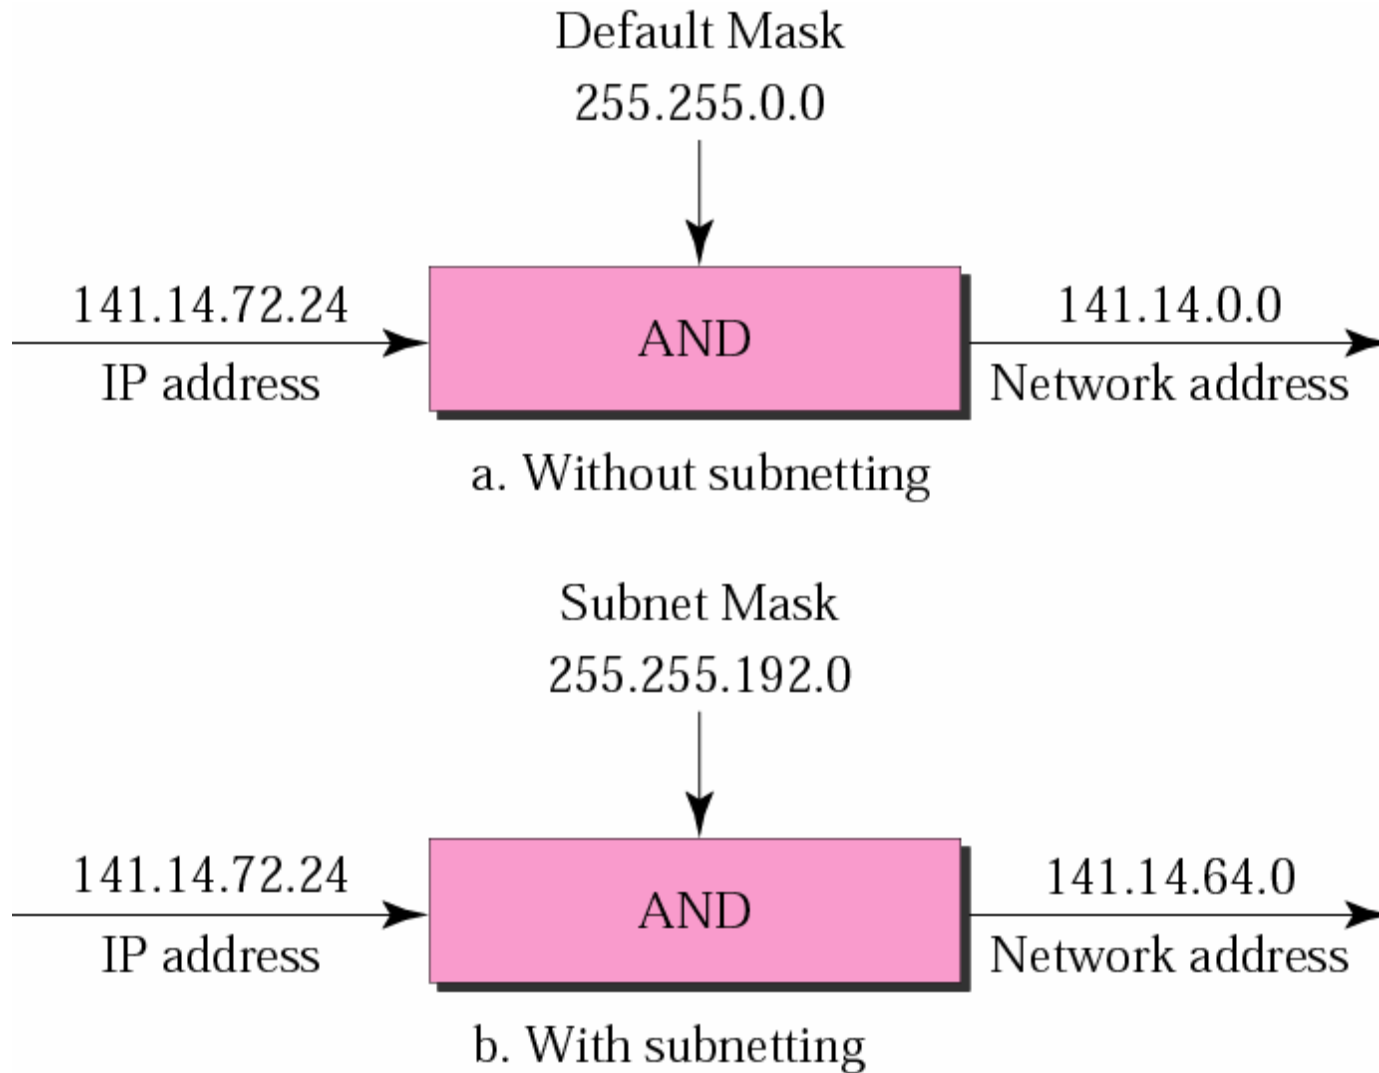 Default Mask
255.255.0.0
141.14.72.24
IP address
AND
141.14.0.0
Network address
a. Without subnetting
Subnet Mask
255.255.192.0
141.14.72.24
IP address
AND
141.14.64.0
Network address
b. With subnetting